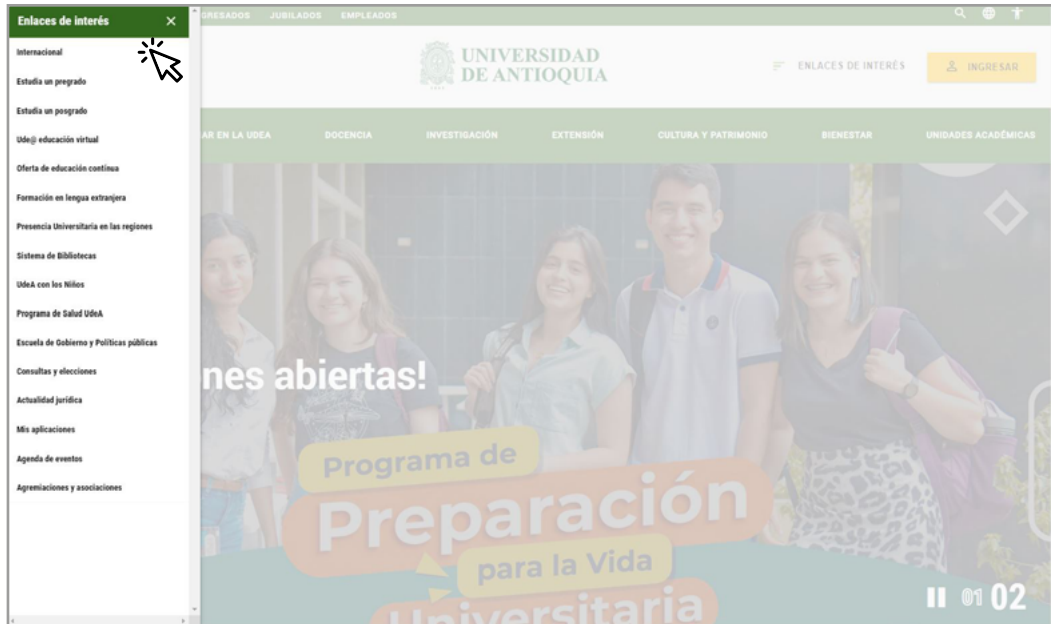 Enlaces de interés ×
Internacional
Estudia un pregrado
Estudia un posgrado
Ude@ educación virtual
Oferta de educación continua
Formación en lengua extranjera
Presencia Universitaria en las regiones
Sistema de Bibliotecas
UdeA con los Niños
Programa de Salud UdeA
Escuela de Gobierno y Políticas públicas
Consultas y elecciones
Actualidad jurídica
Mis aplicaciones
Agenda de eventos
Agremiaciones y asociaciones
GRESADOS JUBILADOS EMPLEADOS
UNIVERSIDAD
DE ANTIOQUIA
ENLACES DE INTERÉS
INGRESAR
AR EN LA UDEA DOCENCIA INVESTIGACIÓN EXTENSIÓN CULTURA Y PATRIMONIO BIENESTAR UNIDADES ACADÉMICAS
nes abiertas!
Programa de
Preparación
para la Vida
Universitaria
01 02